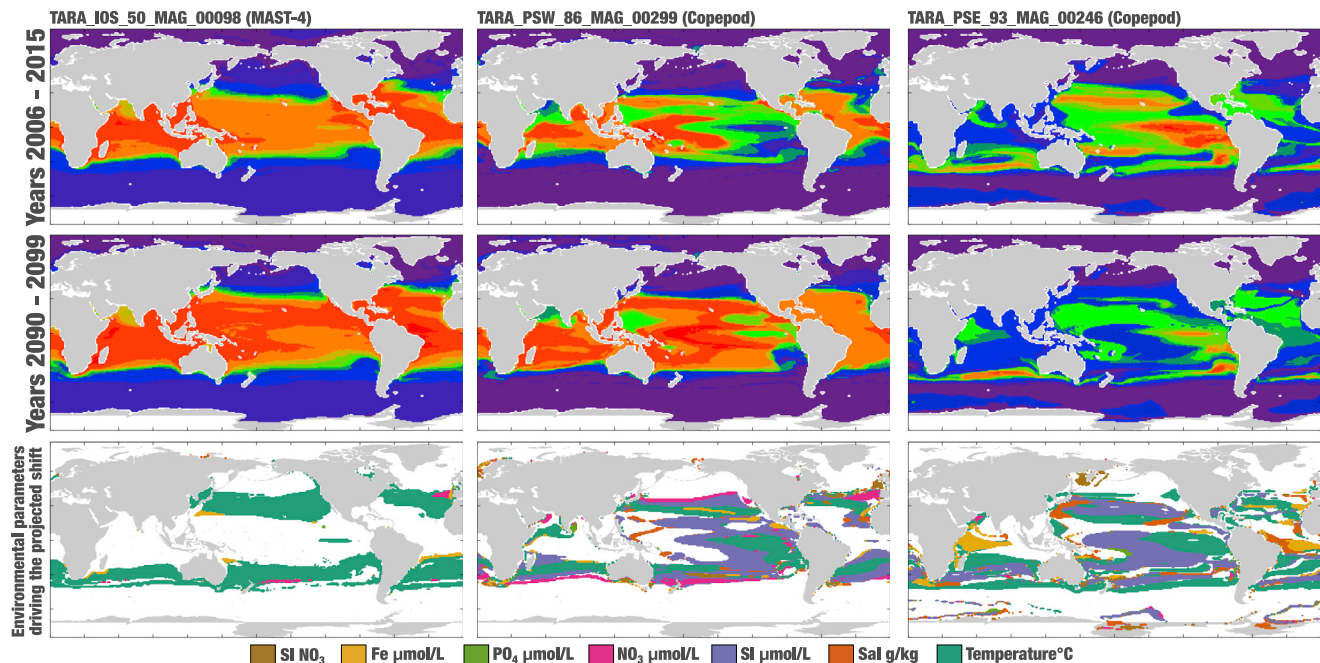 TARA_IOS_50_MAG_00098 (MAST-4)
TARA_PSW_86_MAG_00299 (Copepod)
TARA_PSE_93_MAG_00246 (Copepod)
Years 2006 - 2015
Years 2090 - 2099
Environmental parameters
driving the projected shift
SI NO₃
Fe µmol/L
PO₄ µmol/L
NO₃ µmol/L
SI µmol/L
Sal g/kg
Temperature°C